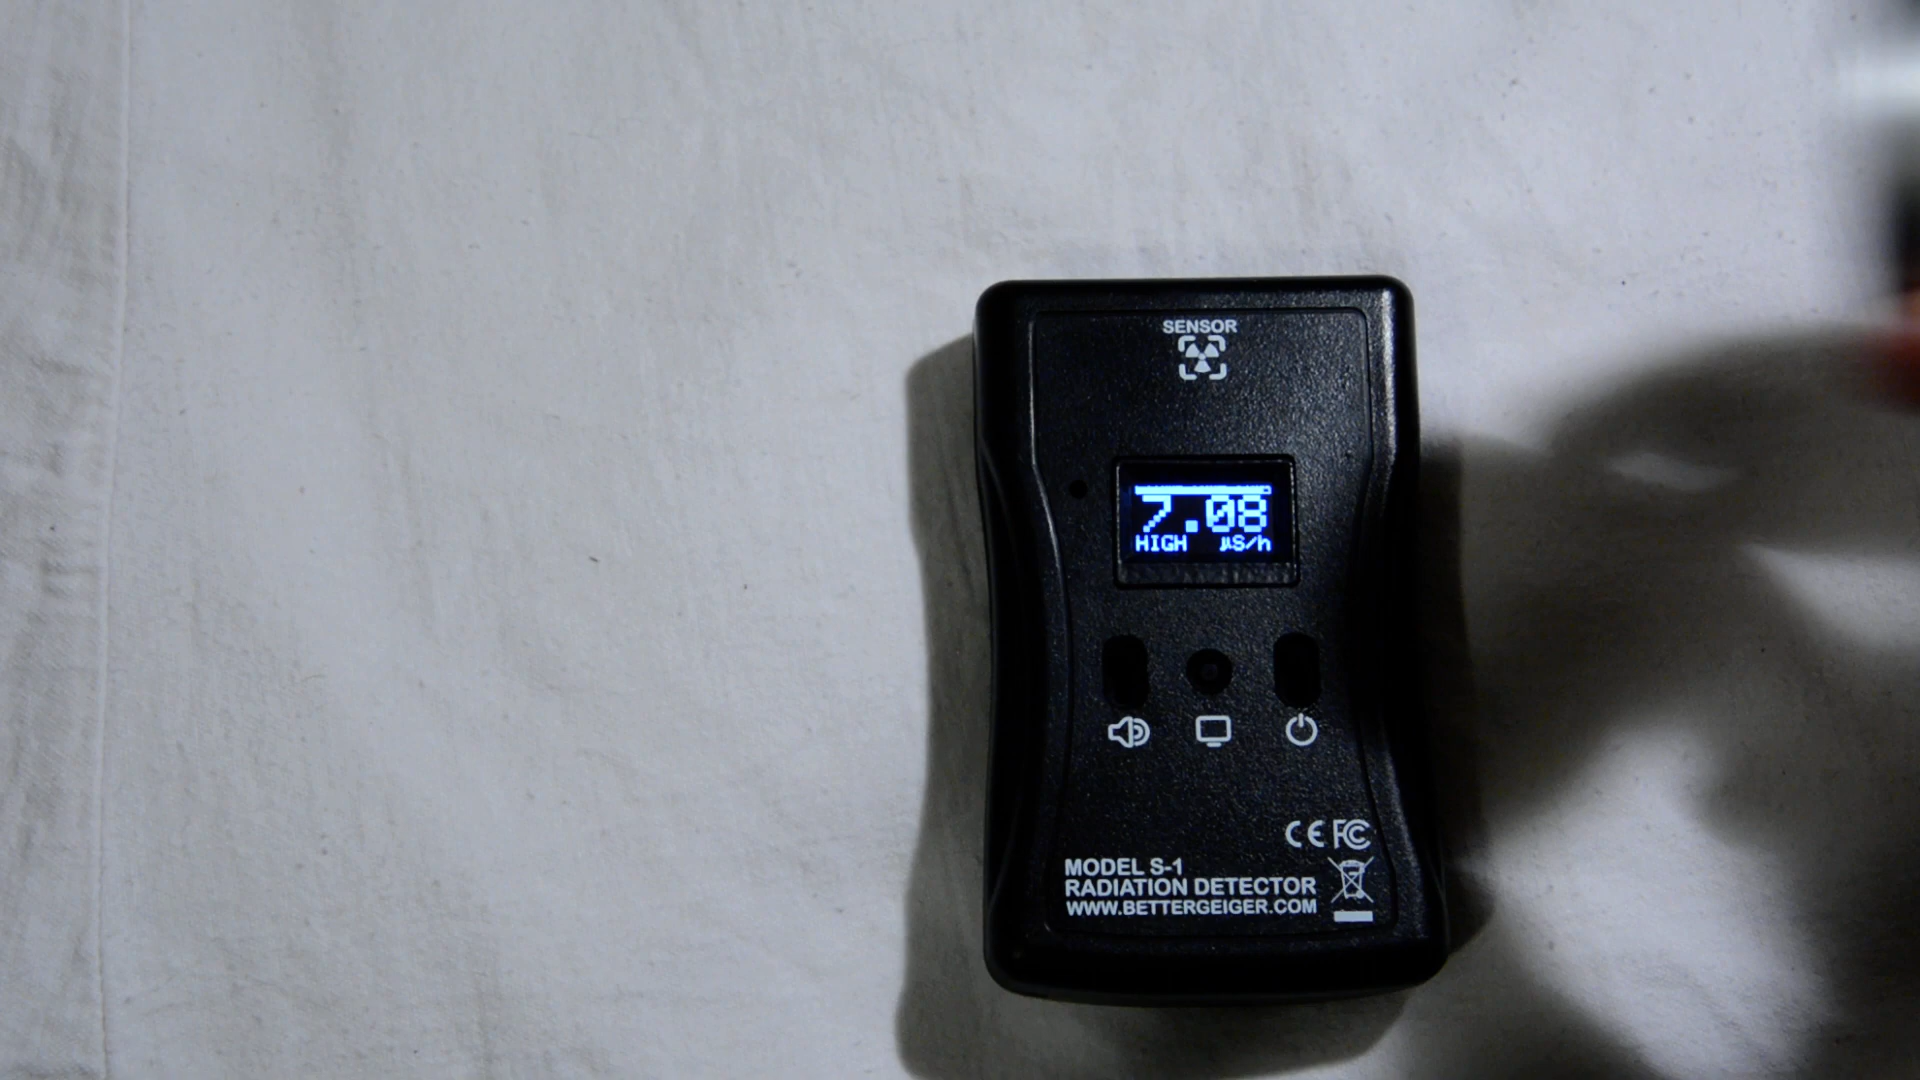 SENSOR
7.08
HIGH µS/h
CE FC
MODEL S-1
RADIATION DETECTOR
WWW.BETTERGEIGER.COM